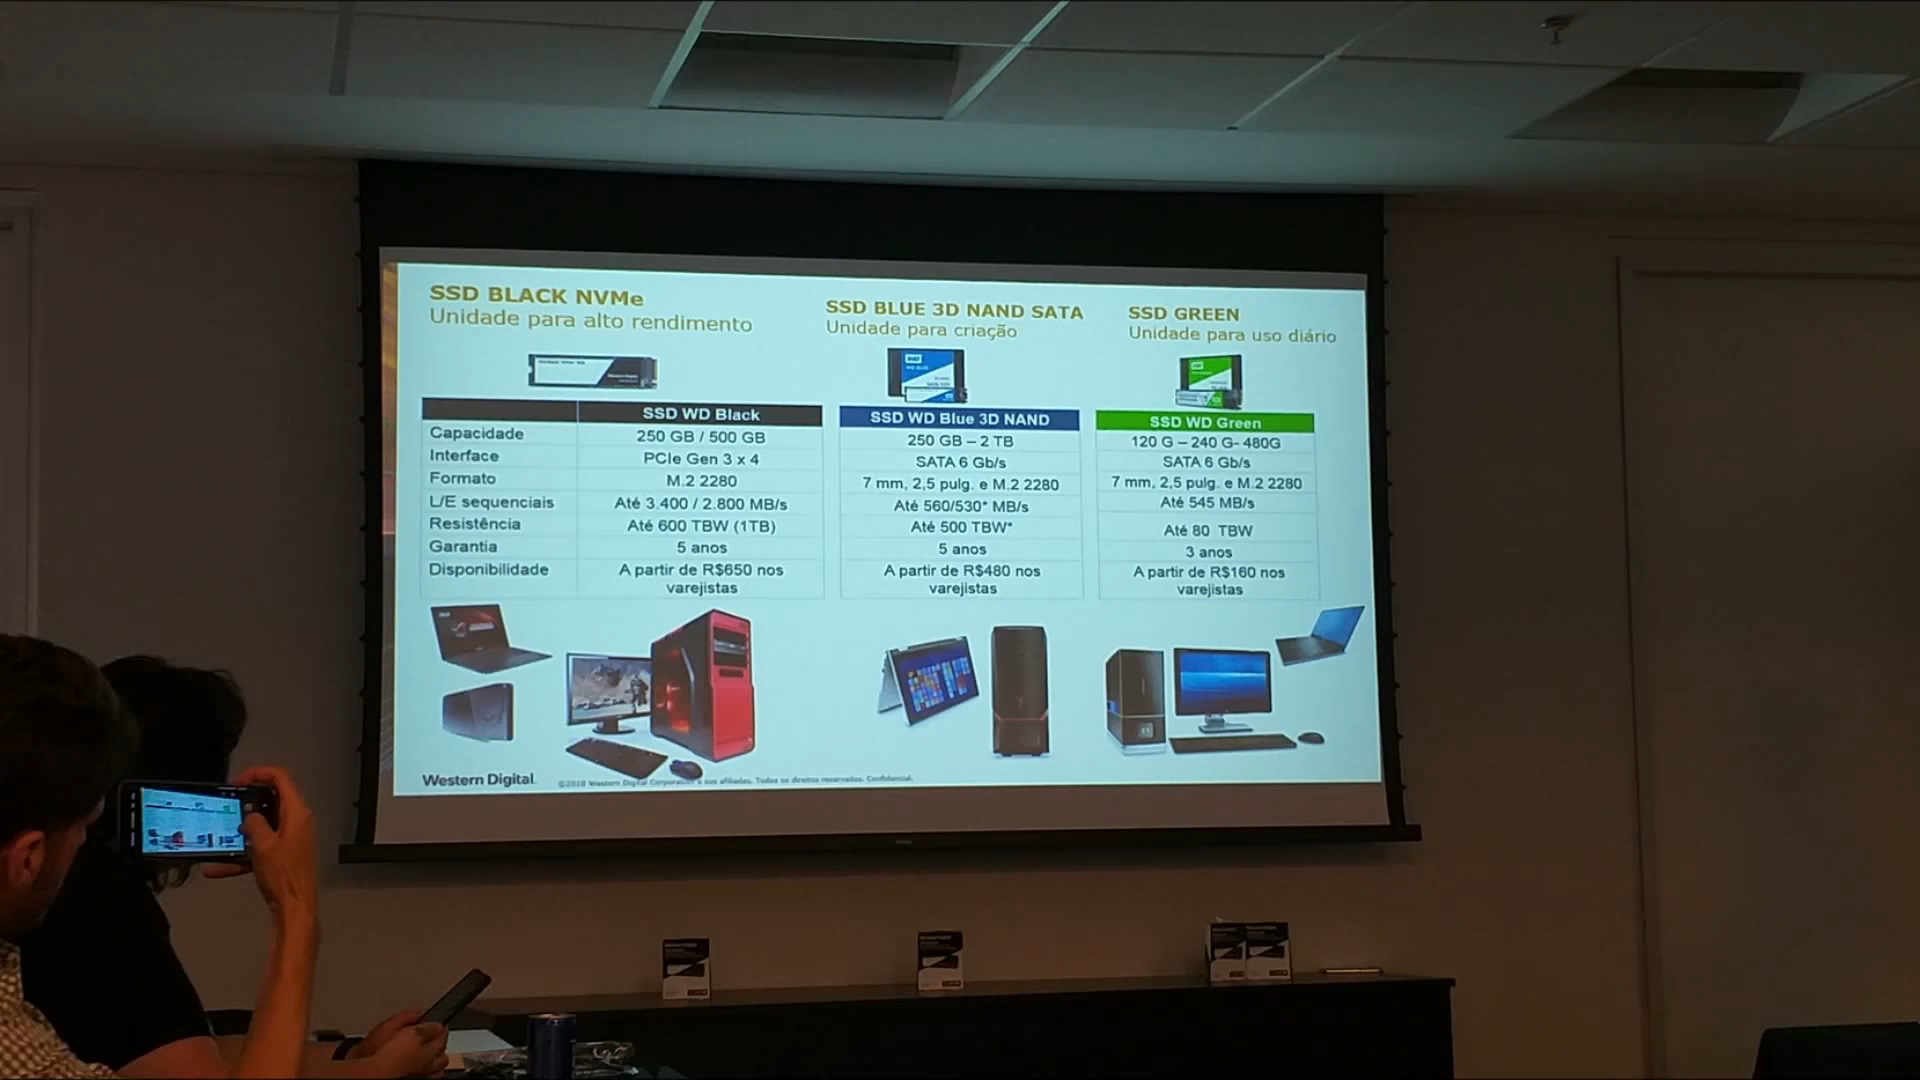 SSD BLACK NVMe
Unidade para alto rendimento
SSD BLUE 3D NAND SATA
Unidade para criação
SSD GREEN
Unidade para uso diário
SSD WD Black
Capacidade 250 GB / 500 GB
Interface PCIe Gen 3 x 4
Formato M.2 2280
L/E sequenciais Até 3.400 / 2.800 MB/s
Resistência Até 600 TBW (1TB)
Garantia 5 anos
Disponibilidade A partir de R$650 nos
varejistas
SSD WD Blue 3D NAND
250 GB – 2 TB
SATA 6 Gb/s
7 mm, 2,5 pulg. e M.2 2280
Até 560/530* MB/s
Até 500 TBW*
5 anos
A partir de R$480 nos
varejistas
SSD WD Green
120 G – 240 G- 480G
SATA 6 Gb/s
7 mm, 2,5 pulg. e M.2 2280
Até 545 MB/s
Até 80 TBW
3 anos
A partir de R$160 nos
varejistas
Western Digital.
©2018 Western Digital Corporation e sus afiliadas. Todos os direitos reservados. Confidencial.